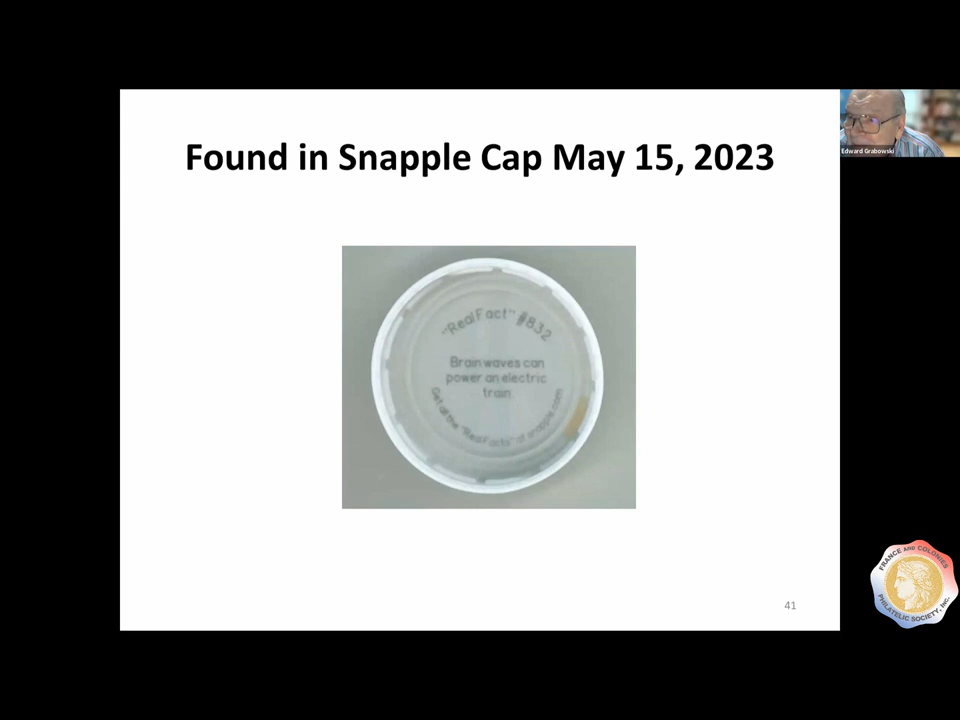 Found in Snapple Cap May 15, 2023
"Real Fact" #832
Brain waves can
power an electric
train
Get all the "Real Facts" at snapple.com
41
Edward Grabowski
FRANCE AND COLONIES
PHILATELIC SOCIETY, INC.